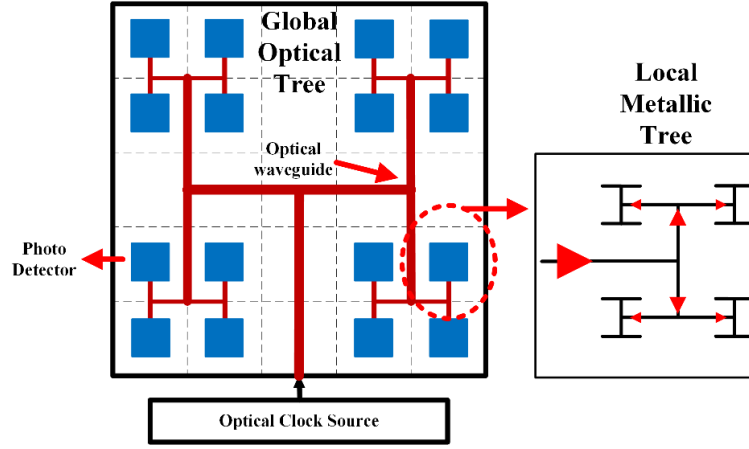 Global
Optical
Tree
Local
Metallic
Tree
Optical
waveguide
Photo
Detector
Optical Clock Source